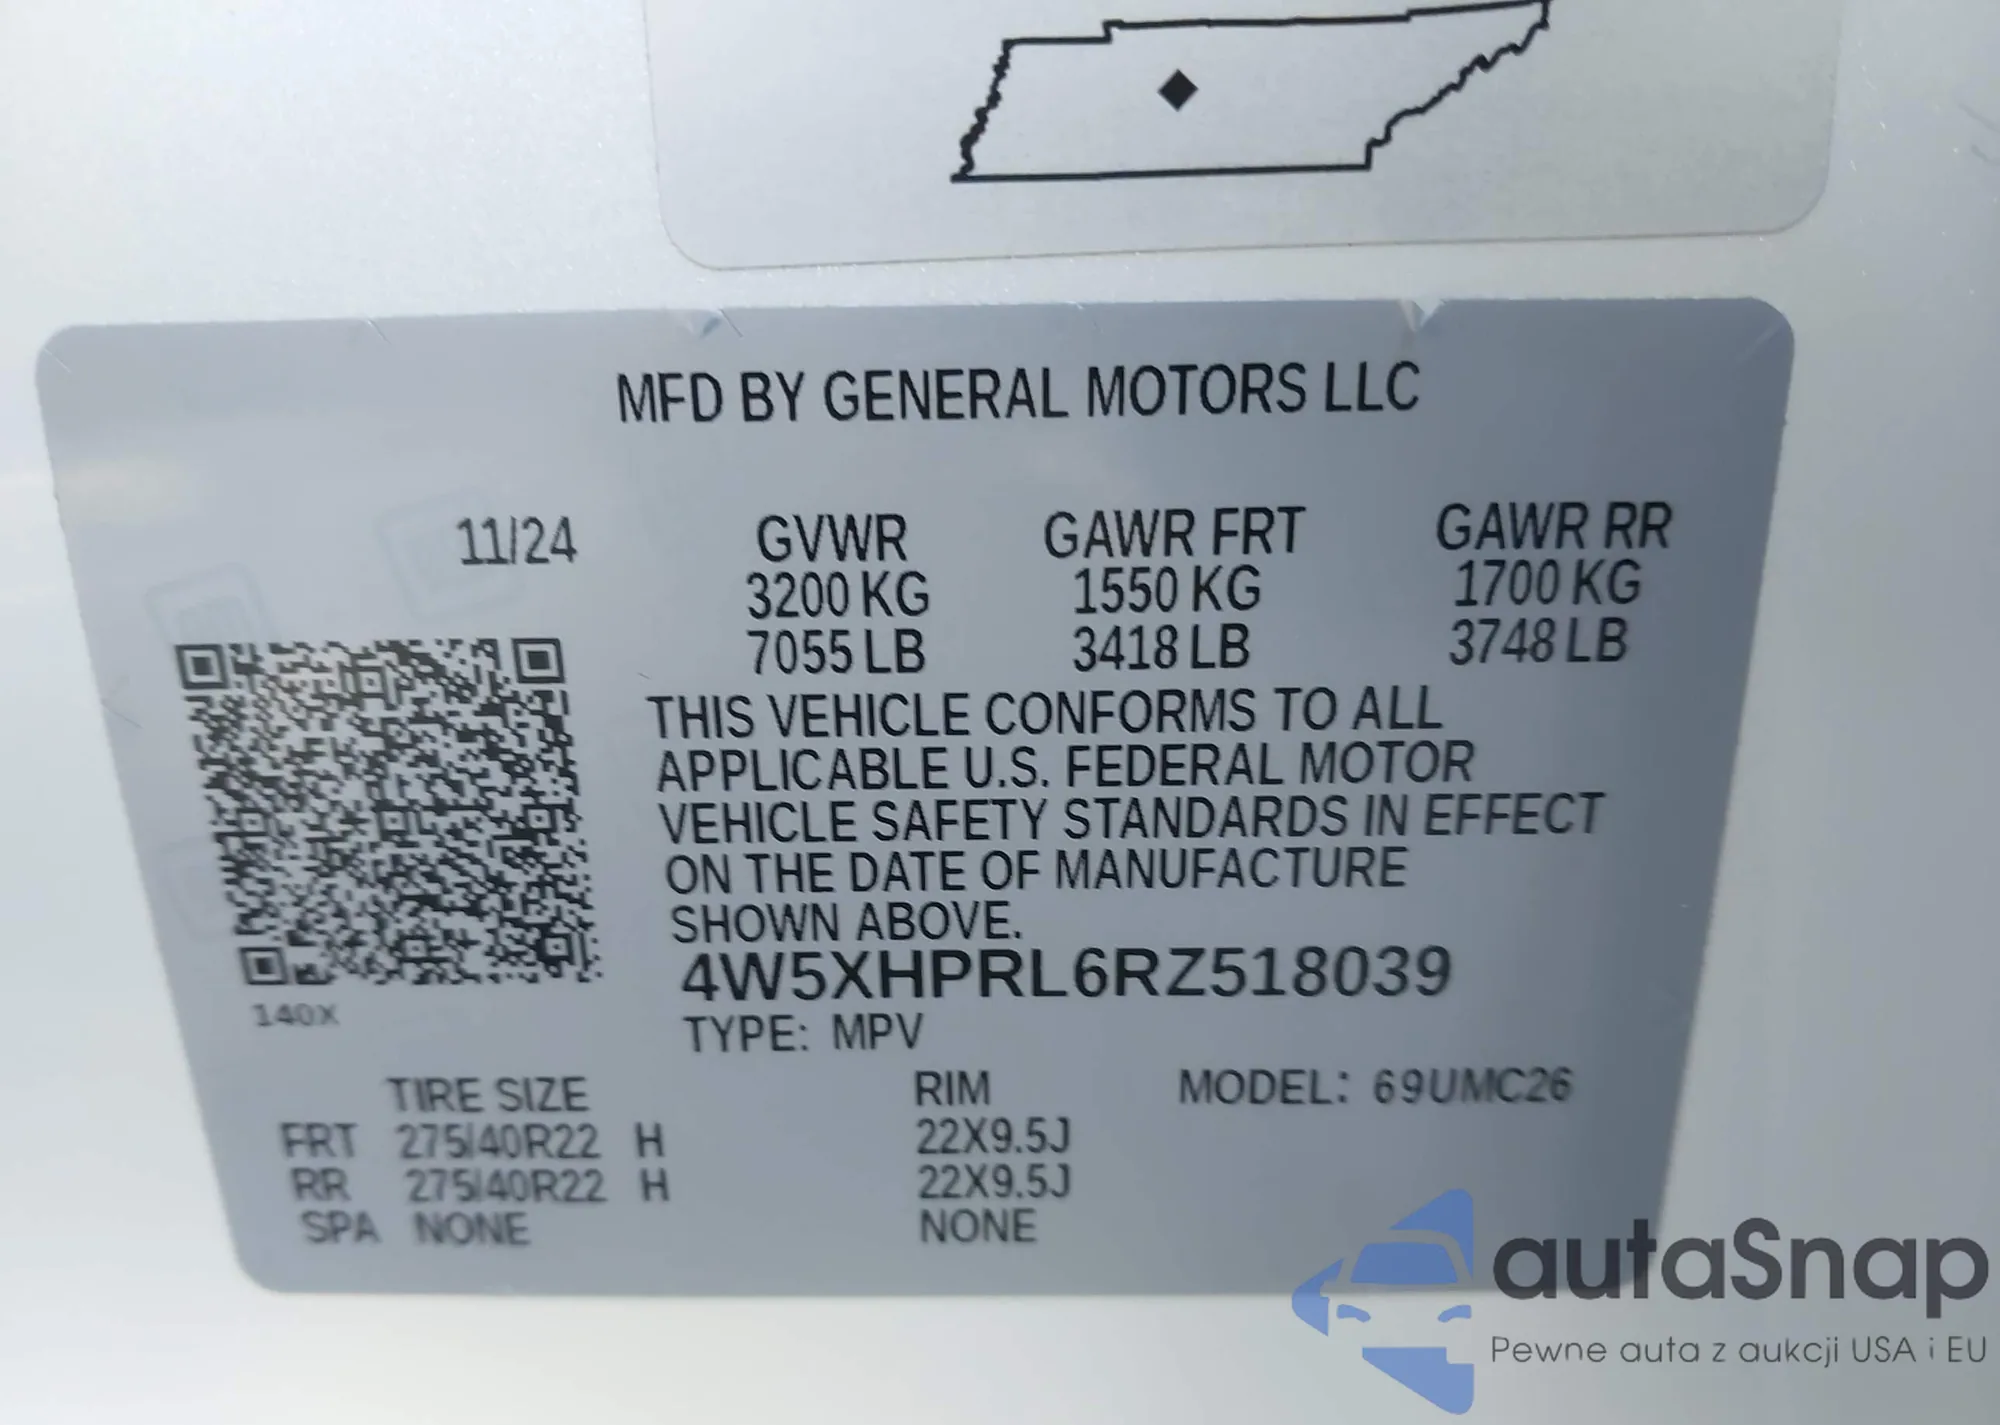 MFD BY GENERAL MOTORS LLC
11/24 GVWR GAWR FRT GAWR RR
3200 KG 1550 KG 1700 KG
7055 LB 3418 LB 3748 LB
THIS VEHICLE CONFORMS TO ALL
APPLICABLE U.S. FEDERAL MOTOR
VEHICLE SAFETY STANDARDS IN EFFECT
ON THE DATE OF MANUFACTURE
SHOWN ABOVE.
4W5XHPRL6RZ518039
140X
TYPE: MPV
TIRE SIZE RIM MODEL: 69UMC26
FRT 275/40R22 H 22X9.5J
RR 275/40R22 H 22X9.5J
SPA NONE NONE
autaSnap
Pewne auta z aukcji USA i EU